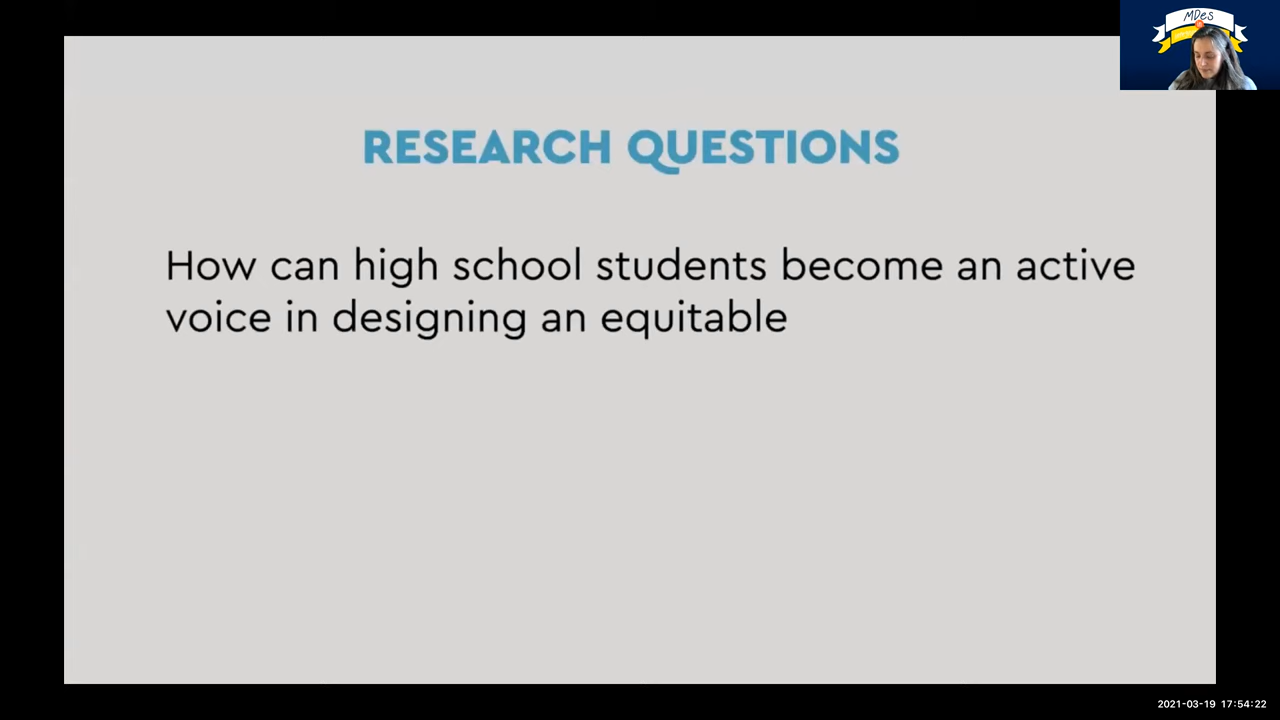 MDes
RESEARCH QUESTIONS
How can high school students become an active
voice in designing an equitable
2021-03-19 17:54:22